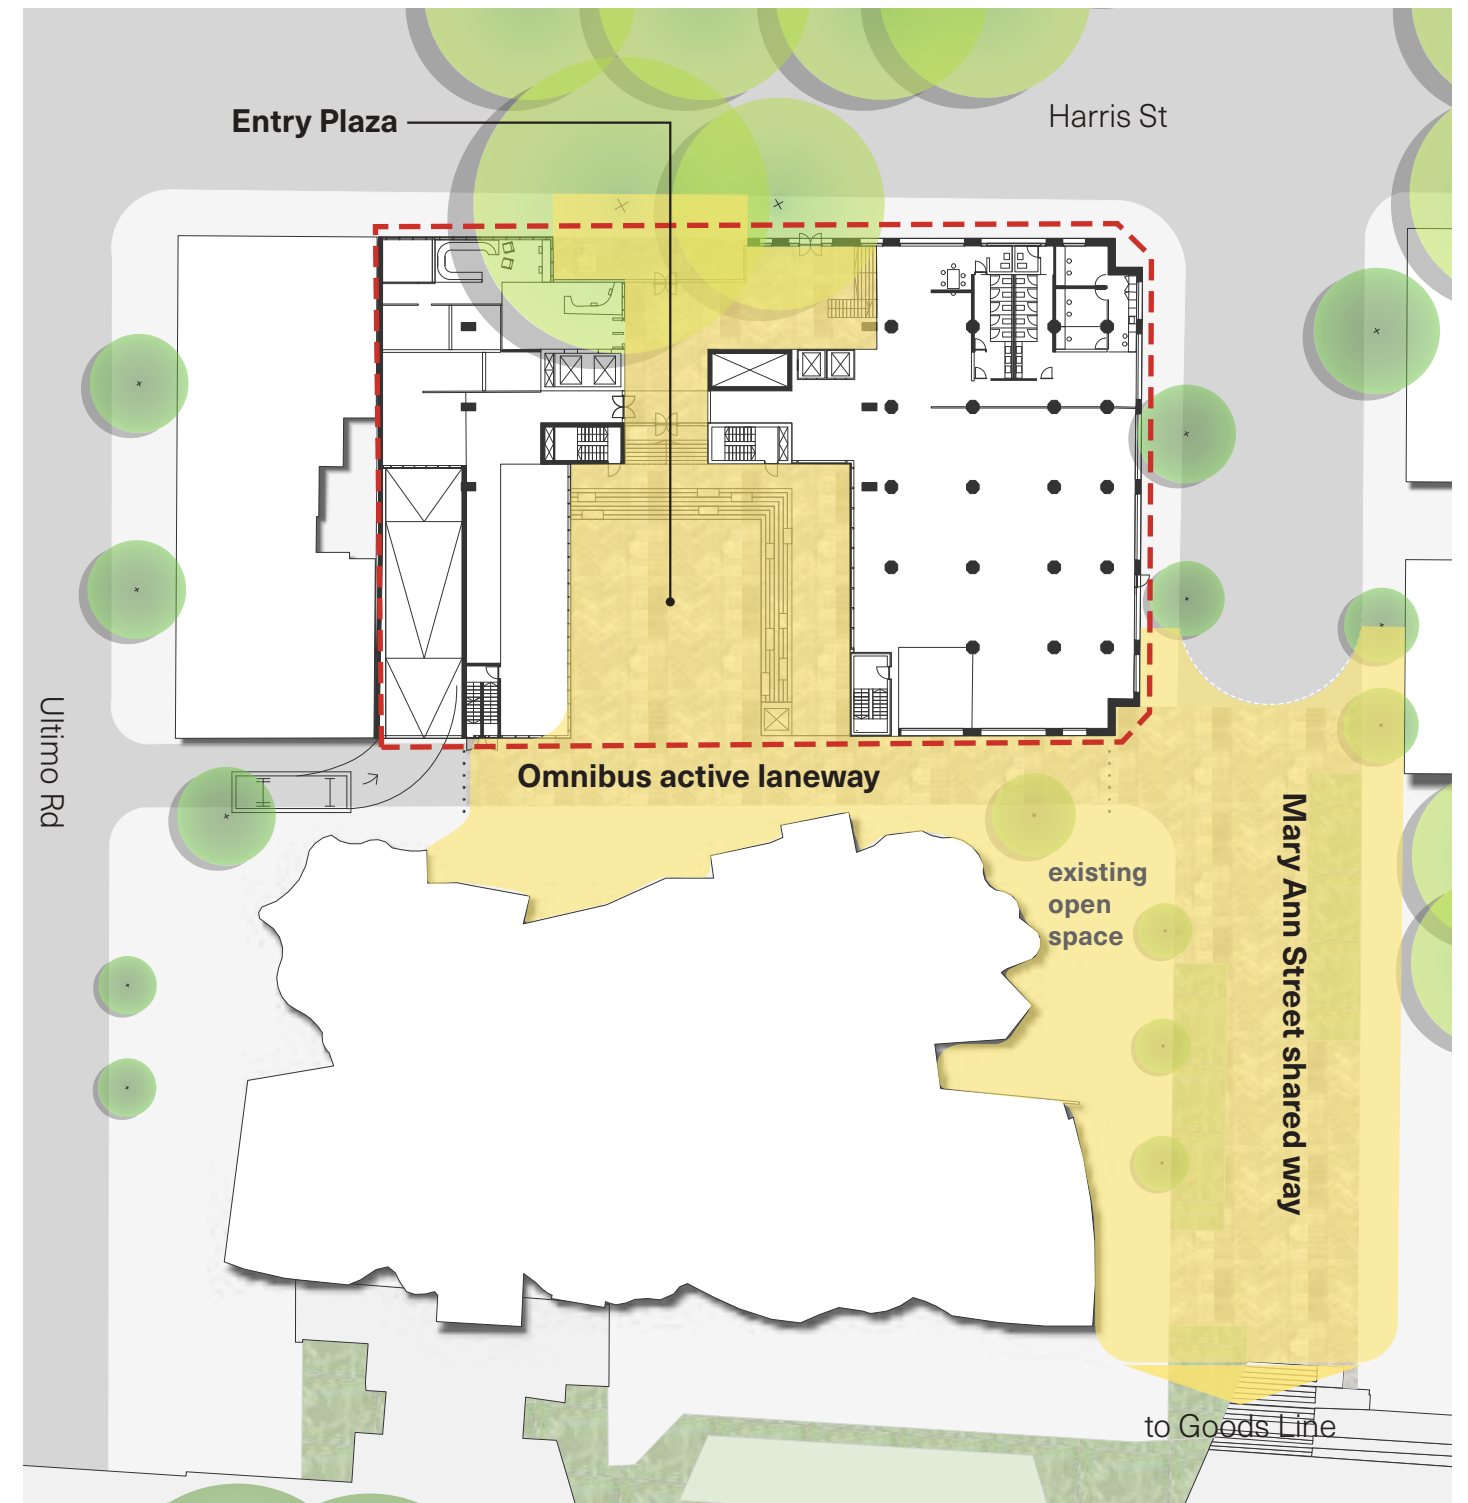 Entry Plaza
Harris St
Ultimo Rd
Omnibus active laneway
existing
open
space
Mary Ann Street shared way
to Goods Line